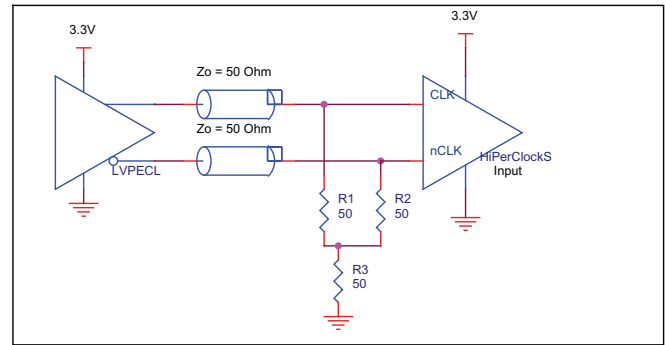 3.3V
3.3V
Zo = 50 Ohm
CLK
Zo = 50 Ohm
nCLK
LVPECL
HiPerClockS
Input
R1
50
R2
50
R3
50